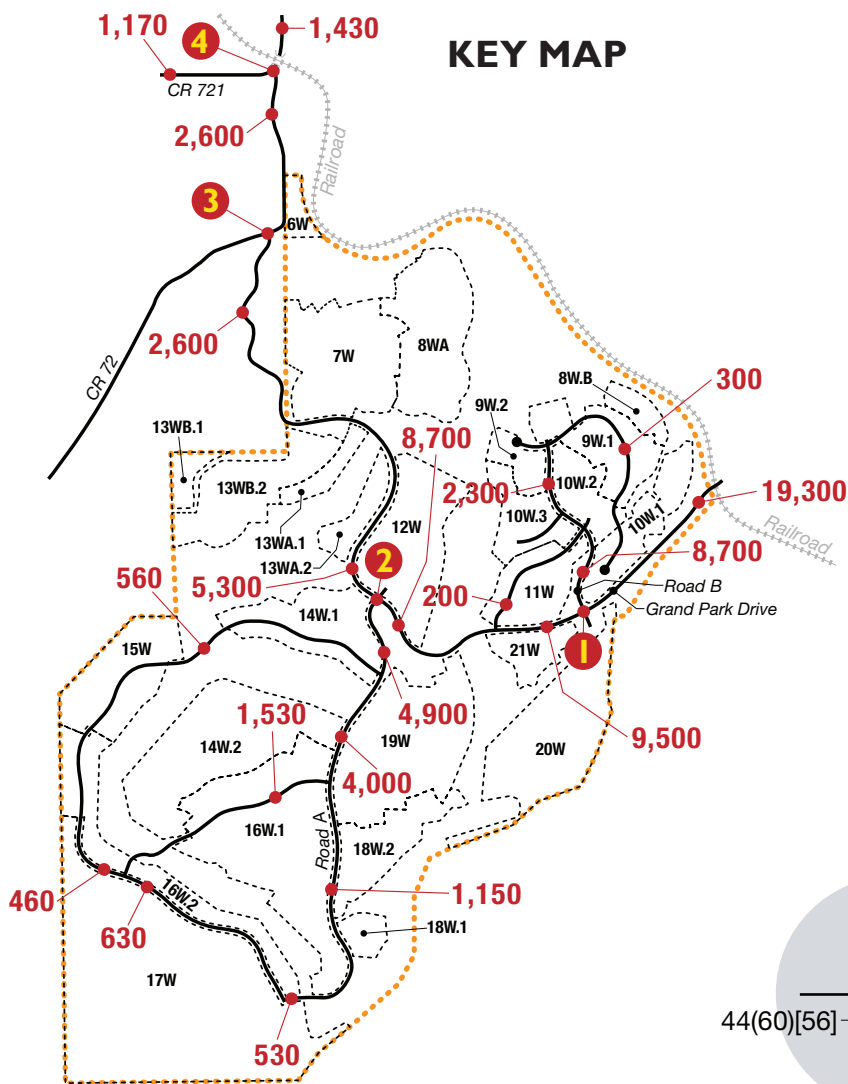 1,170
4
1,430
KEY MAP
CR 721
2,600
Railroad
3
6W
2,600
7W
8WA
CR 72
8W.B
300
9W.2
9W.1
13WB.1
8,700
13WB.2
2,300
10W.2
19,300
12W
10W.3
10W.1
13WA.1
Railroad
13WA.2
2
8,700
560
5,300
200
11W
Road B
14W.1
Grand Park Drive
15W
21W
1
4,900
1,530
19W
9,500
14W.2
4,000
20W
16W.1
Road A
18W.2
460
16W.2
1,150
630
18W.1
17W
530
44(60)[56]